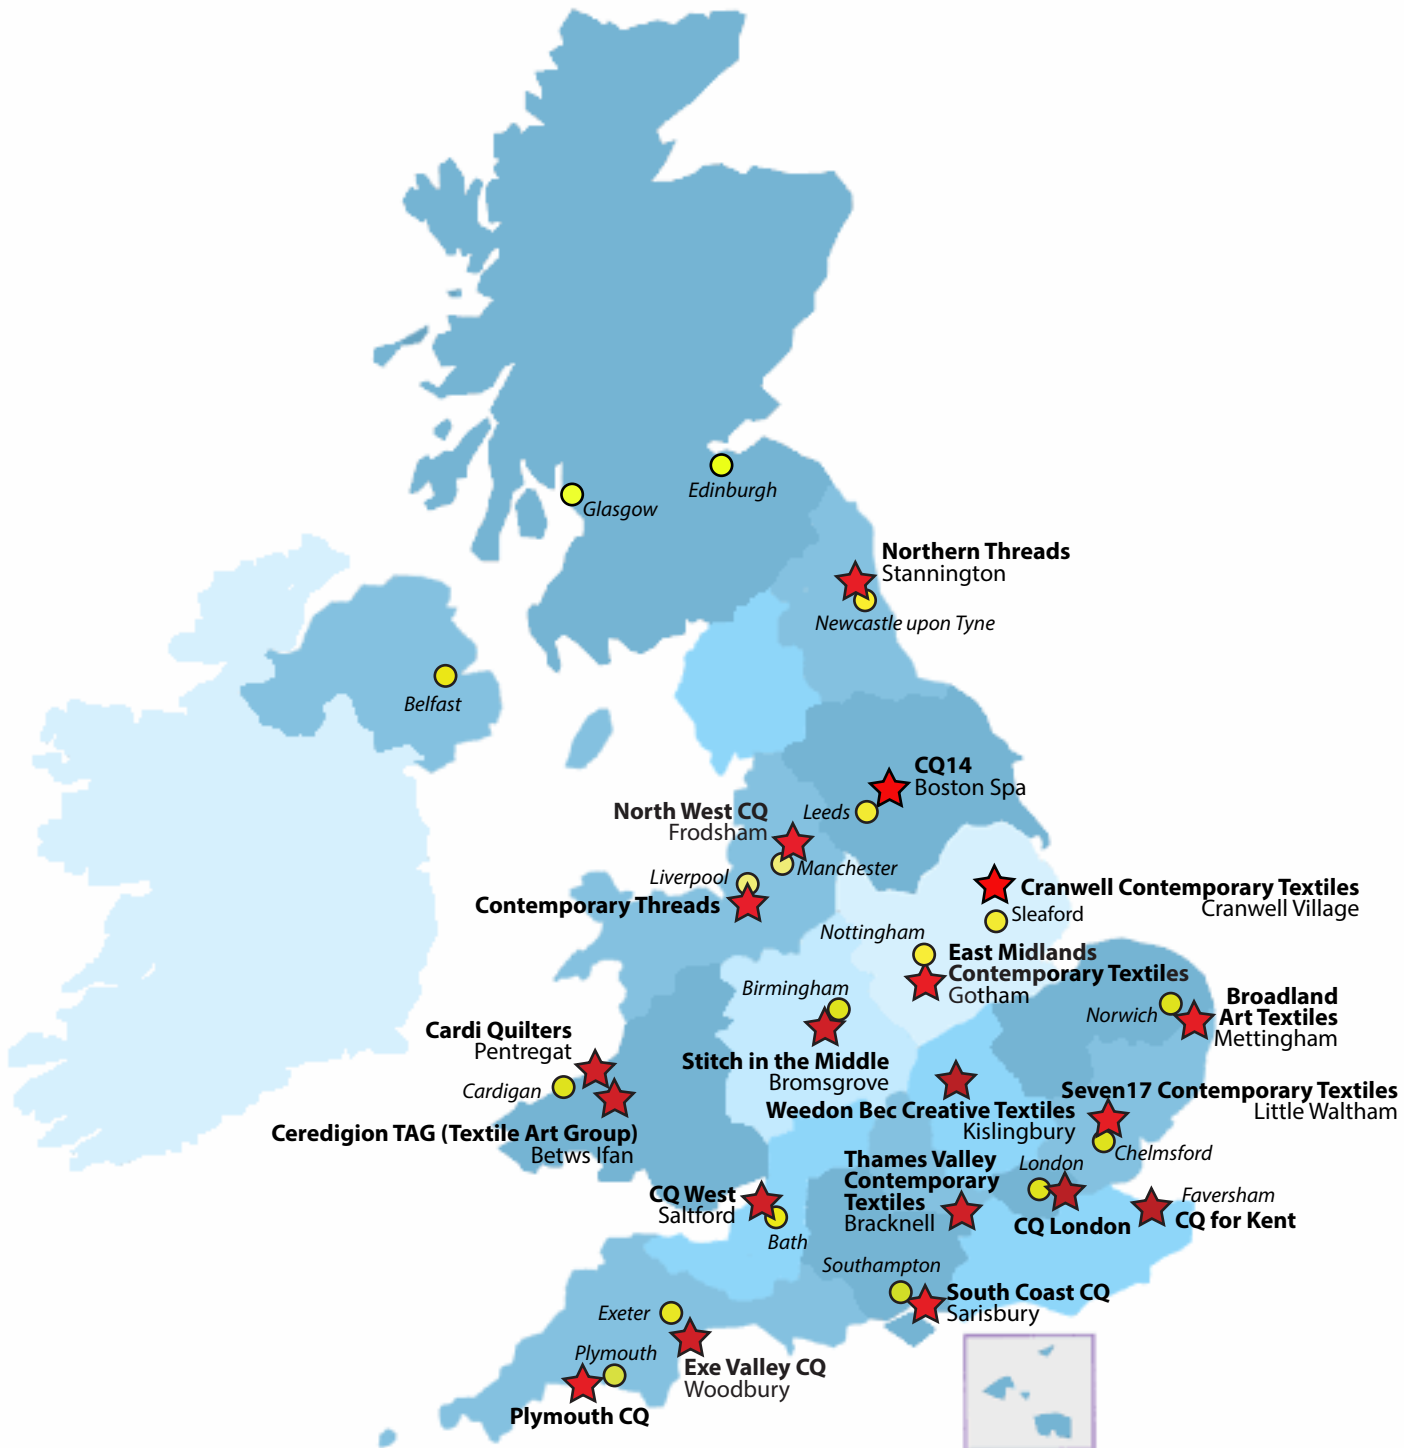 Edinburgh
Glasgow
Northern Threads
Stannington
Newcastle upon Tyne
Belfast
CQ14
Boston Spa
North West CQ
Frodsham
Leeds
Manchester
Liverpool
Contemporary Threads
Cranwell Contemporary Textiles
Cranwell Village
Sleaford
Nottingham
East Midlands
Contemporary Textiles
Gotham
Birmingham
Broadland
Art Textiles
Mettingham
Norwich
Cardi Quilters
Pentregat
Cardigan
Stitch in the Middle
Bromsgrove
Seven17 Contemporary Textiles
Little Waltham
Weedon Bec Creative Textiles
Kislingbury
Ceredigion TAG (Textile Art Group)
Betws Ifan
Chelmsford
Thames Valley
Contemporary
Textiles
Bracknell
London
CQ London
Faversham
CQ for Kent
CQ West
Saltford
Bath
Southampton
South Coast CQ
Sarisbury
Exeter
Plymouth
Exe Valley CQ
Woodbury
Plymouth CQ